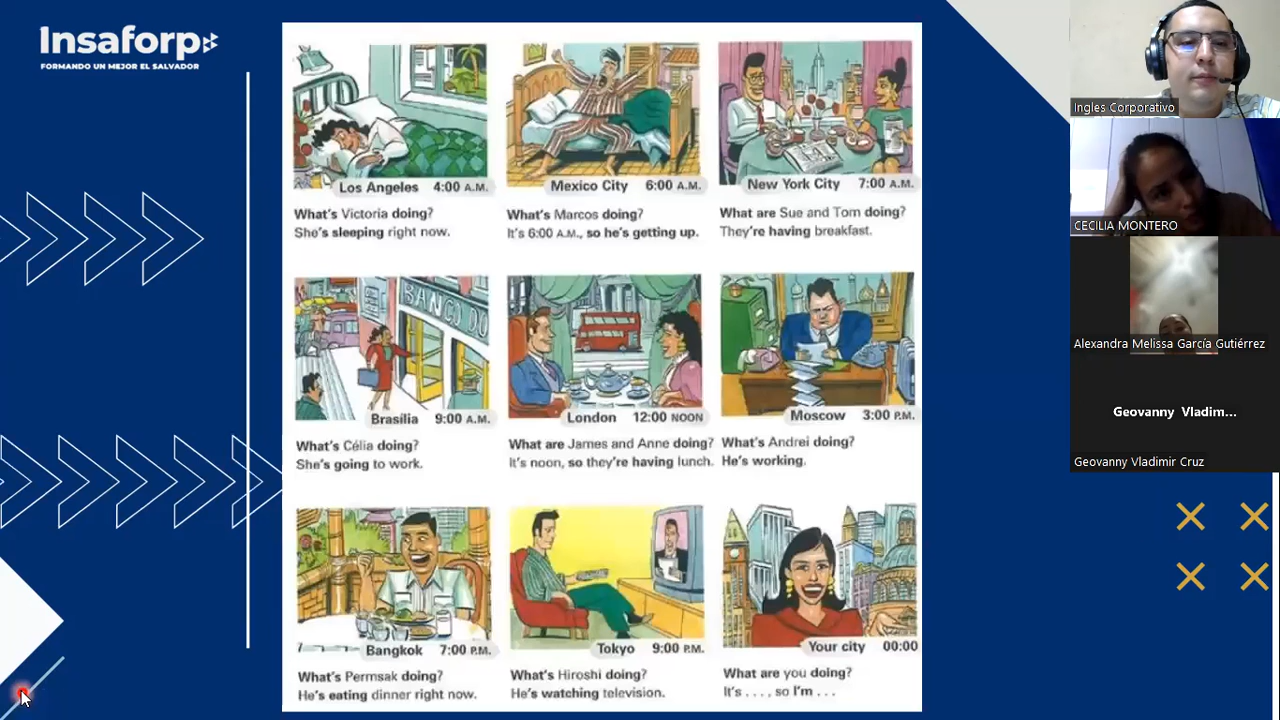 Insaforp
FORMANDO UN MEJOR EL SALVADOR
Los Angeles 4:00 A.M.
What's Victoria doing?
She's sleeping right now.
Mexico City 6:00 A.M.
What's Marcos doing?
It's 6:00 A.M., so he's getting up.
New York City 7:00 A.M.
What are Sue and Tom doing?
They're having breakfast.
BANCO DO
Brasília 9:00 A.M.
What's Célia doing?
She's going to work.
London 12:00 NOON
What are James and Anne doing?
It's noon, so they're having lunch.
Moscow 3:00 P.M.
What's Andrei doing?
He's working.
Bangkok 7:00 P.M.
What's Permsak doing?
He's eating dinner right now.
Tokyo 9:00 P.M.
What's Hiroshi doing?
He's watching television.
Your city 00:00
What are you doing?
It's . . . , so I'm . . .
Ingles Corporativo
CECILIA MONTERO
Alexandra Melissa García Gutiérrez
Geovanny Vladim...
Geovanny Vladimir Cruz